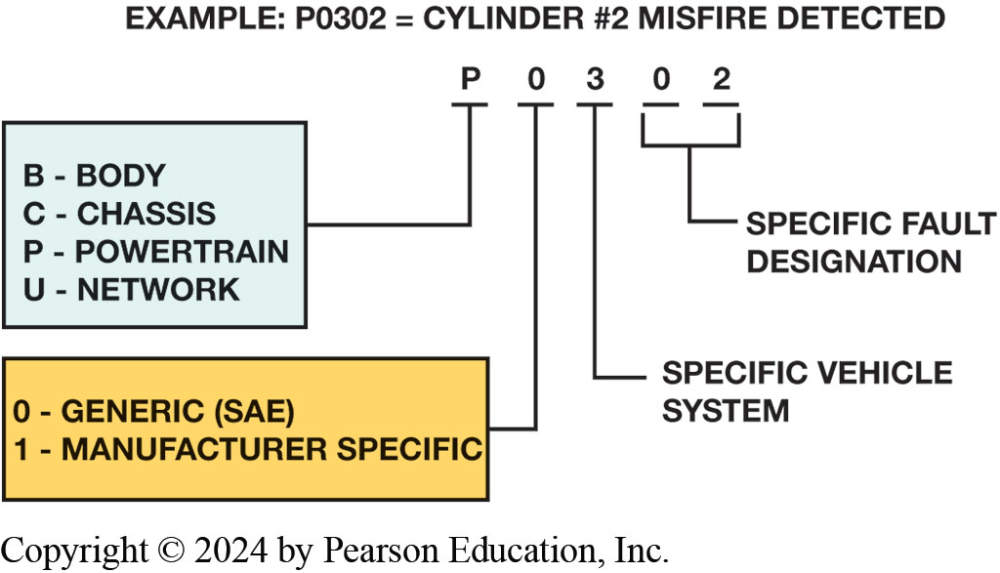 EXAMPLE: P0302 = CYLINDER #2 MISFIRE DETECTED
P 0 3 0 2
B - BODY
C - CHASSIS
P - POWERTRAIN
U - NETWORK
SPECIFIC FAULT
DESIGNATION
0 - GENERIC (SAE)
1 - MANUFACTURER SPECIFIC
SPECIFIC VEHICLE
SYSTEM
Copyright © 2024 by Pearson Education, Inc.